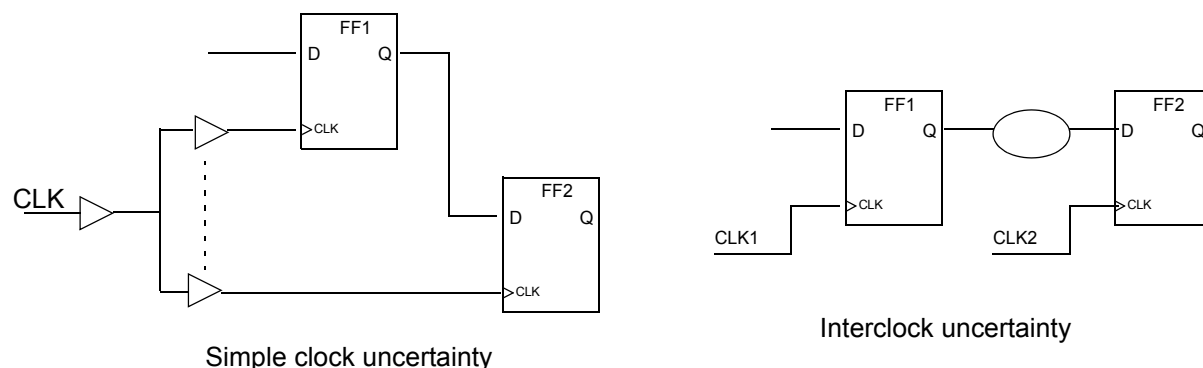 FF1
D Q
CLK
CLK
FF2
D Q
CLK
Simple clock uncertainty
FF1
D Q
CLK
CLK1
FF2
D Q
CLK
CLK2
Interclock uncertainty